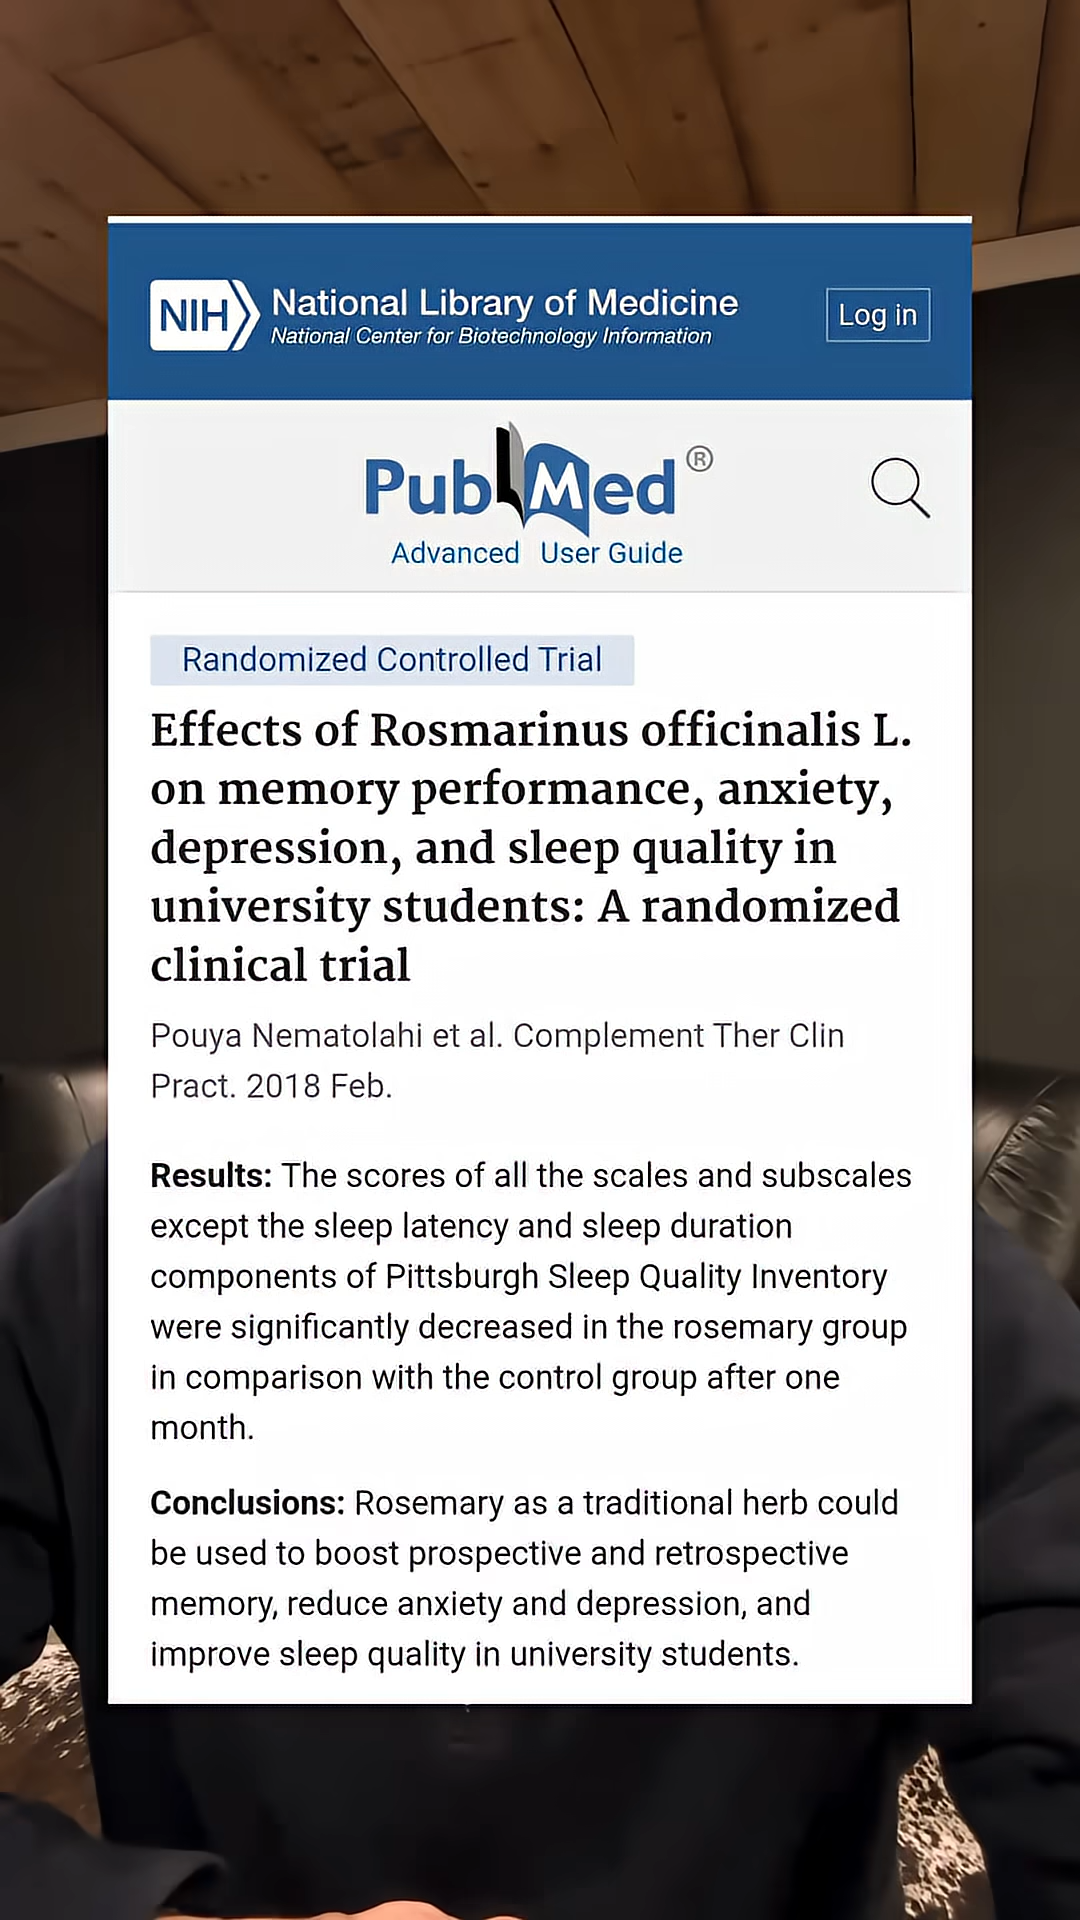 NIH
National Library of Medicine
National Center for Biotechnology Information
Log in
PubMed®
Advanced User Guide
Randomized Controlled Trial
Effects of Rosmarinus officinalis L.
on memory performance, anxiety,
depression, and sleep quality in
university students: A randomized
clinical trial
Pouya Nematolahi et al. Complement Ther Clin
Pract. 2018 Feb.
Results: The scores of all the scales and subscales
except the sleep latency and sleep duration
components of Pittsburgh Sleep Quality Inventory
were significantly decreased in the rosemary group
in comparison with the control group after one
month.
Conclusions: Rosemary as a traditional herb could
be used to boost prospective and retrospective
memory, reduce anxiety and depression, and
improve sleep quality in university students.